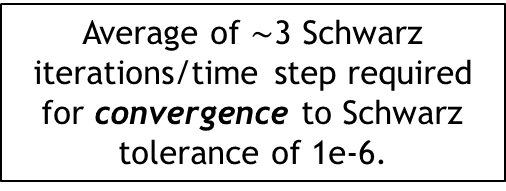 Average of ~3 Schwarz
iterations/time step required
for convergence to Schwarz
tolerance of 1e-6.